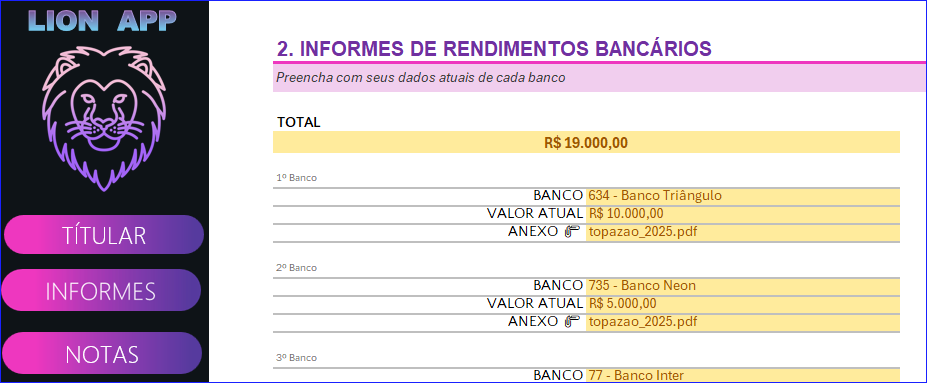 LION APP
TÍTULAR
INFORMES
NOTAS
2. INFORMES DE RENDIMENTOS BANCÁRIOS
Preencha com seus dados atuais de cada banco
TOTAL
R$ 19.000,00
1º Banco
BANCO 634 - Banco Triângulo
VALOR ATUAL R$ 10.000,00
ANEXO topazao_2025.pdf
2º Banco
BANCO 735 - Banco Neon
VALOR ATUAL R$ 5.000,00
ANEXO topazao_2025.pdf
3º Banco
BANCO 77 - Banco Inter